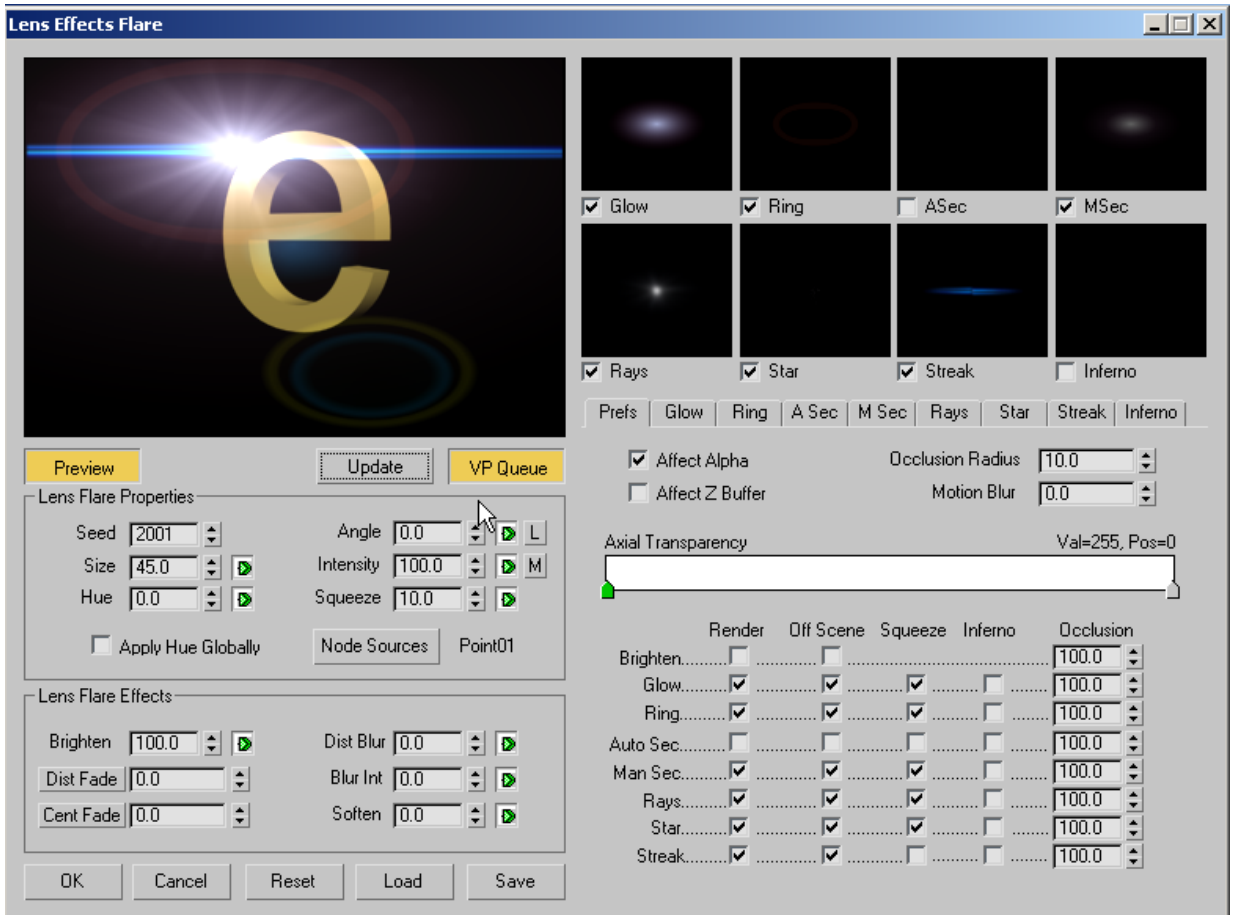 Lens Effects Flare
e
Glow Ring ASec MSec
Rays Star Streak Inferno
Prefs Glow Ring A Sec M Sec Rays Star Streak Inferno
Preview Update VP Queue
Affect Alpha Occlusion Radius 10.0
Affect Z Buffer Motion Blur 0.0
Lens Flare Properties
Seed 2001 Angle 0.0 L
Size 45.0 Intensity 100.0 M
Hue 0.0 Squeeze 10.0
Apply Hue Globally Node Sources Point01
Axial Transparency Val=255, Pos=0
Render Off Scene Squeeze Inferno Occlusion
Brighten 100.0
Glow 100.0
Ring 100.0
Auto Sec 100.0
Man Sec 100.0
Rays 100.0
Star 100.0
Streak 100.0
Lens Flare Effects
Brighten 100.0 Dist Blur 0.0
Dist Fade 0.0 Blur Int 0.0
Cent Fade 0.0 Soften 0.0
OK Cancel Reset Load Save